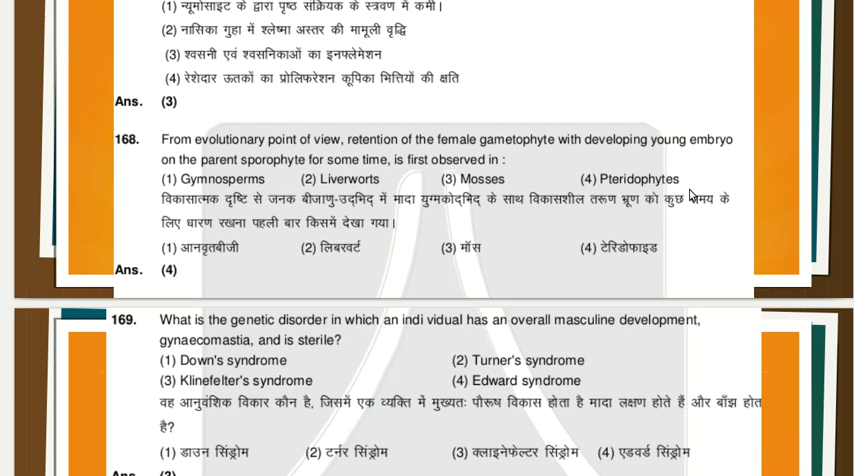 (1) न्यूमोसाइट के द्वारा पृष्ठ संक्रियक के स्त्रवण में कमी।
(2) नासिका गुहा में श्लेष्मा अस्तर की मामूली वृद्धि
(3) श्वसनी एवं श्वसनिकाओं का इनफ्लेमेशन
(4) रेशेदार ऊतकों का प्रोलिफरेशन कूपिका भित्तियों की क्षति
Ans. (3)
168. From evolutionary point of view, retention of the female gametophyte with developing young embryo
on the parent sporophyte for some time, is first observed in :
(1) Gymnosperms (2) Liverworts (3) Mosses (4) Pteridophytes
विकासात्मक दृष्टि से जनक बीजाणु-उद्भिद् में मादा युग्मकोद्भिद् के साथ विकासशील तरूण भ्रूण को कुछ समय के
लिए धारण रखना पहली बार किसमें देखा गया।
(1) आनवृतबीजी (2) लिबरवर्ट (3) मॉस (4) टेरिडोफाइड
Ans. (4)
169. What is the genetic disorder in which an indi vidual has an overall masculine development,
gynaecomastia, and is sterile?
(1) Down's syndrome (2) Turner's syndrome
(3) Klinefelter's syndrome (4) Edward syndrome
वह आनुवंशिक विकार कौन है, जिसमें एक व्यक्ति में मुख्यतः पौरूष विकास होता है मादा लक्षण होते हैं और बाँझ होत
है?
(1) डाउन सिंड्रोम (2) टर्नर सिंड्रोम (3) क्लाइनेफेल्टर सिंड्रोम (4) एडवर्ड सिंड्रोम
Ans. (3)